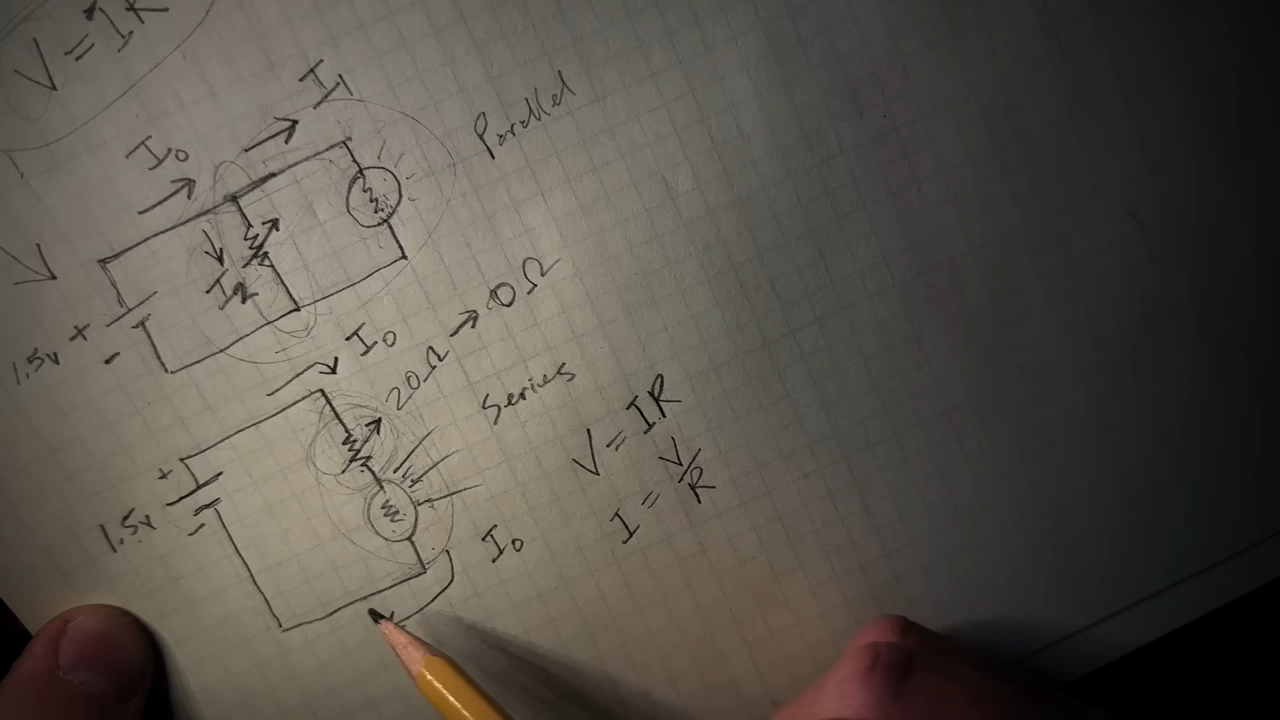 V = IR
I₁
I₀
Parallel
I₂
+
1.5v
-
I₀
20Ω → 0Ω
Series
+
1.5v
-
V = IR
I = V/R
I₀